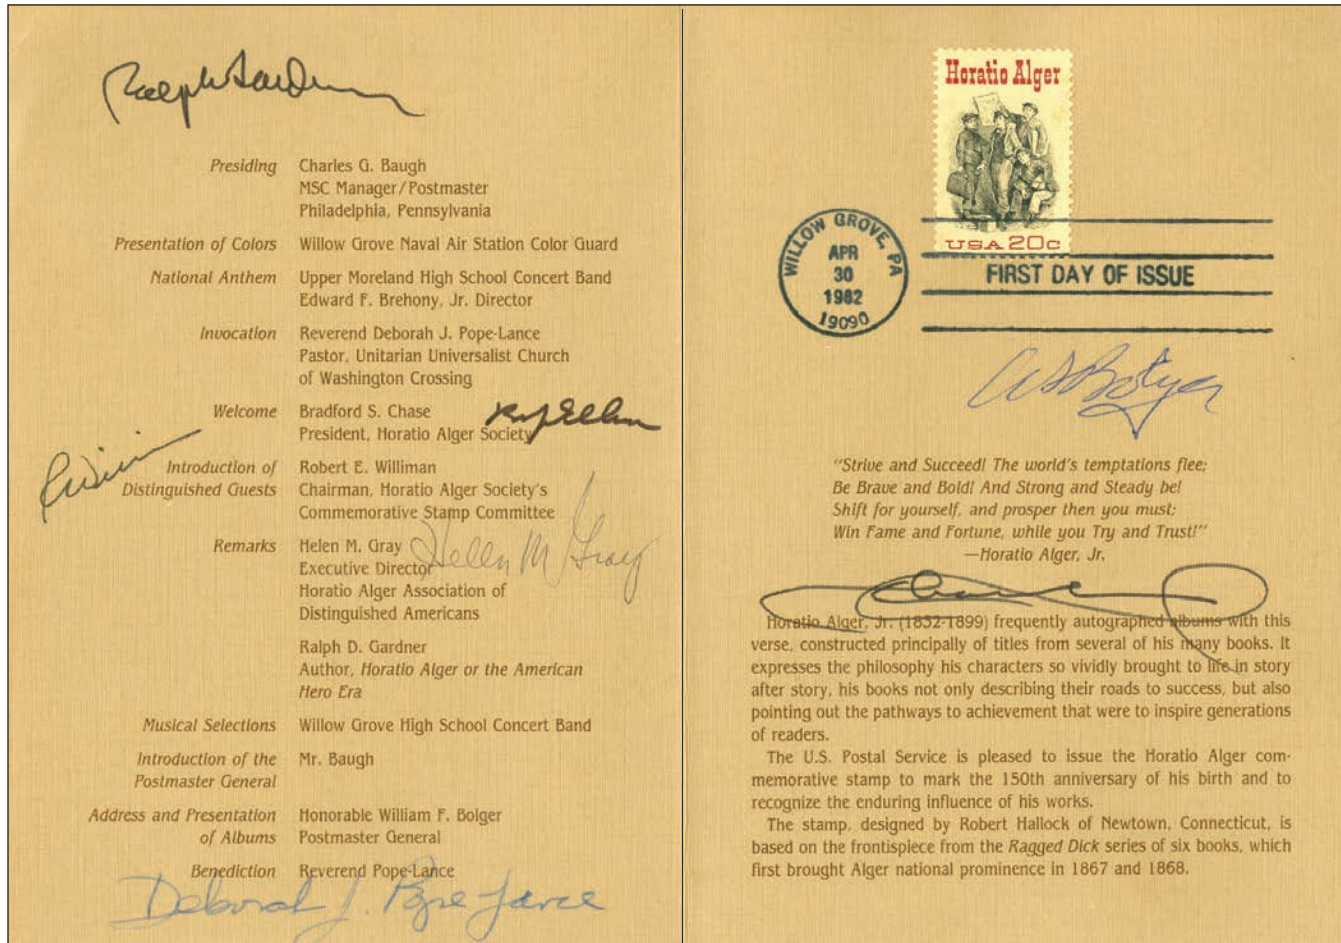 Ralph Gardner
Presiding Charles G. Baugh
MSC Manager/Postmaster
Philadelphia, Pennsylvania
Presentation of Colors Willow Grove Naval Air Station Color Guard
National Anthem Upper Moreland High School Concert Band
Edward F. Brehony, Jr. Director
Invocation Reverend Deborah J. Pope-Lance
Pastor, Unitarian Universalist Church
of Washington Crossing
Welcome Bradford S. Chase
President, Horatio Alger Society
Introduction of Robert E. Williman
Distinguished Guests Chairman, Horatio Alger Society's
Commemorative Stamp Committee
Remarks Helen M. Gray
Helen M Gray
Executive Director
Horatio Alger Association of
Distinguished Americans
Ralph D. Gardner
Author, Horatio Alger or the American
Hero Era
Musical Selections Willow Grove High School Concert Band
Introduction of the Mr. Baugh
Postmaster General
Address and Presentation Honorable William F. Bolger
of Albums Postmaster General
Benediction Reverend Pope-Lance
Deborah J. Pope-Lance
Horatio Alger
USA 20c
WILLOW GROVE, PA
APR
30
1982
19090
FIRST DAY OF ISSUE
"Strive and Succeed! The world's temptations flee;
Be Brave and Bold! And Strong and Steady be!
Shift for yourself, and prosper then you must;
Win Fame and Fortune, while you Try and Trust!"
—Horatio Alger, Jr.
Horatio Alger, Jr. (1832-1899) frequently autographed albums with this
verse, constructed principally of titles from several of his many books. It
expresses the philosophy his characters so vividly brought to life in story
after story, his books not only describing their roads to success, but also
pointing out the pathways to achievement that were to inspire generations
of readers.
The U.S. Postal Service is pleased to issue the Horatio Alger com-
memorative stamp to mark the 150th anniversary of his birth and to
recognize the enduring influence of his works.
The stamp, designed by Robert Hallock of Newtown, Connecticut, is
based on the frontispiece from the Ragged Dick series of six books, which
first brought Alger national prominence in 1867 and 1868.